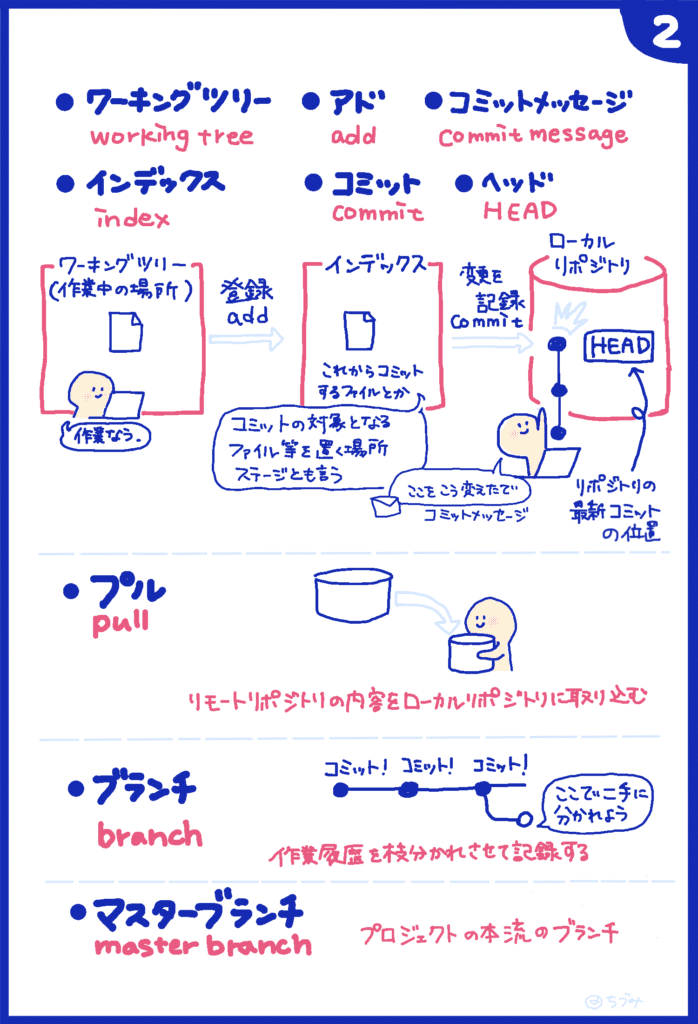 2
● ワーキングツリー
working tree
● アド
add
● コミットメッセージ
commit message
● インデックス
index
● コミット
commit
● ヘッド
HEAD
ワーキングツリー
(作業中の場所)
作業なう。
登録
add
インデックス
これからコミット
するファイルとか
コミットの対象となる
ファイル等を置く場所
ステージとも言う
変更を
記録
commit
ローカル
リポジトリ
HEAD
ここをこう変えたで
コミットメッセージ
リポジトリの
最新コミット
の位置
● プル
pull
リモートリポジトリの内容をローカルリポジトリに取り込む
● ブランチ
branch
コミット! コミット! コミット!
ここで二手に
分かれよう
作業履歴を枝分かれさせて記録する
● マスターブランチ
master branch
プロジェクトの本流のブランチ
@ちづみ